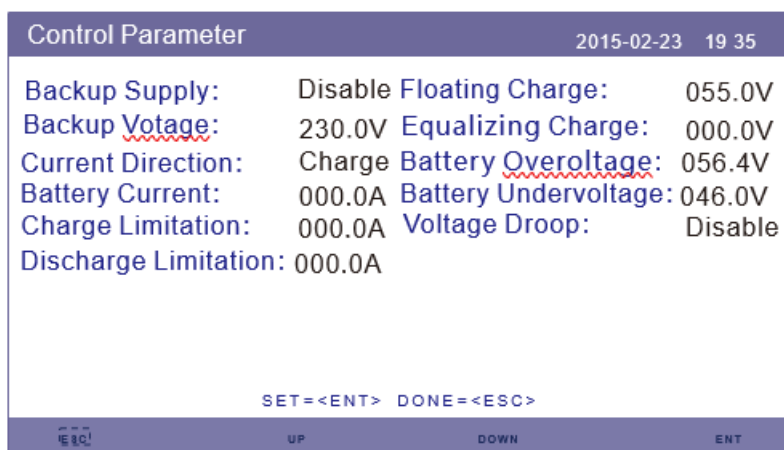 Control Parameter 2015-02-23 19 35
Backup Supply: Disable Floating Charge: 055.0V
Backup Votage: 230.0V Equalizing Charge: 000.0V
Current Direction: Charge Battery Overoltage: 056.4V
Battery Current: 000.0A Battery Undervoltage: 046.0V
Charge Limitation: 000.0A Voltage Droop: Disable
Discharge Limitation: 000.0A
SET=<ENT> DONE=<ESC>
ESC UP DOWN ENT